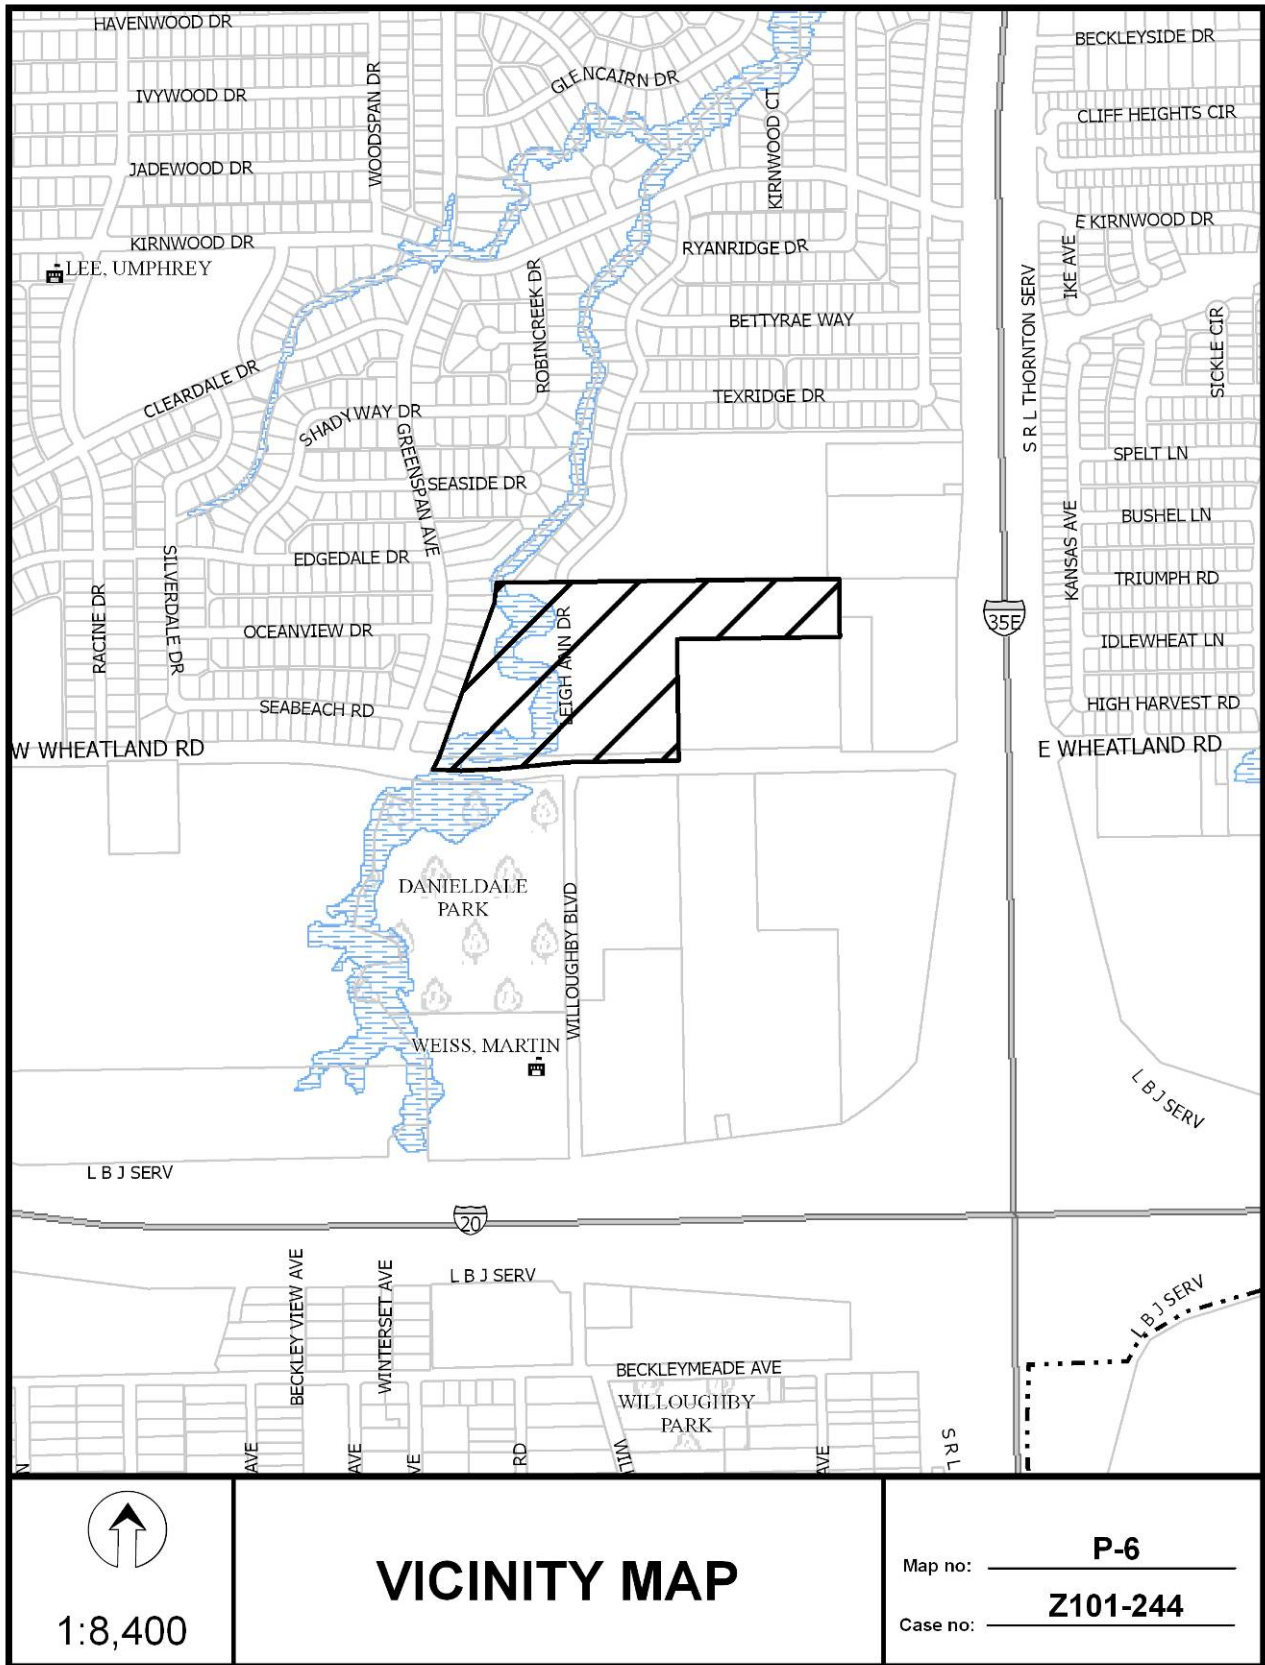 HAVENWOOD DR
BECKLEYSIDE DR
GLENCAIRN DR
IVYWOOD DR
WOODSPAN DR
KIRNWOOD CT
CLIFF HEIGHTS CIR
JADEWOOD DR
E KIRNWOOD DR
KIRNWOOD DR
RYANRIDGE DR
IKE AVE
LEE, UMPHREY
ROBINCREEK DR
S R L THORNTON SERV
BETTYRAE WAY
SICKLE CIR
CLEARDALE DR
TEXRIDGE DR
SHADYWAY DR
GREENSPAN AVE
SPELT LN
SEASIDE DR
BUSHEL LN
KANSAS AVE
EDGEDALE DR
SILVERDALE DR
TRIUMPH RD
RACINE DR
LEIGH ANN DR
35E
OCEANVIEW DR
IDLEWHEAT LN
SEABEACH RD
HIGH HARVEST RD
W WHEATLAND RD
E WHEATLAND RD
DANIELDALE
PARK
WILLOUGHBY BLVD
WEISS, MARTIN
L B J SERV
L B J SERV
20
L B J SERV
BECKLEY VIEW AVE
WINTERSET AVE
L B J SERV
BECKLEYMEADE AVE
WILLOUGHBY
PARK
N
AVE
AVE
VE
RD
WIL
AVE
S R L
1:8,400
VICINITY MAP
Map no: P-6
Case no: Z101-244